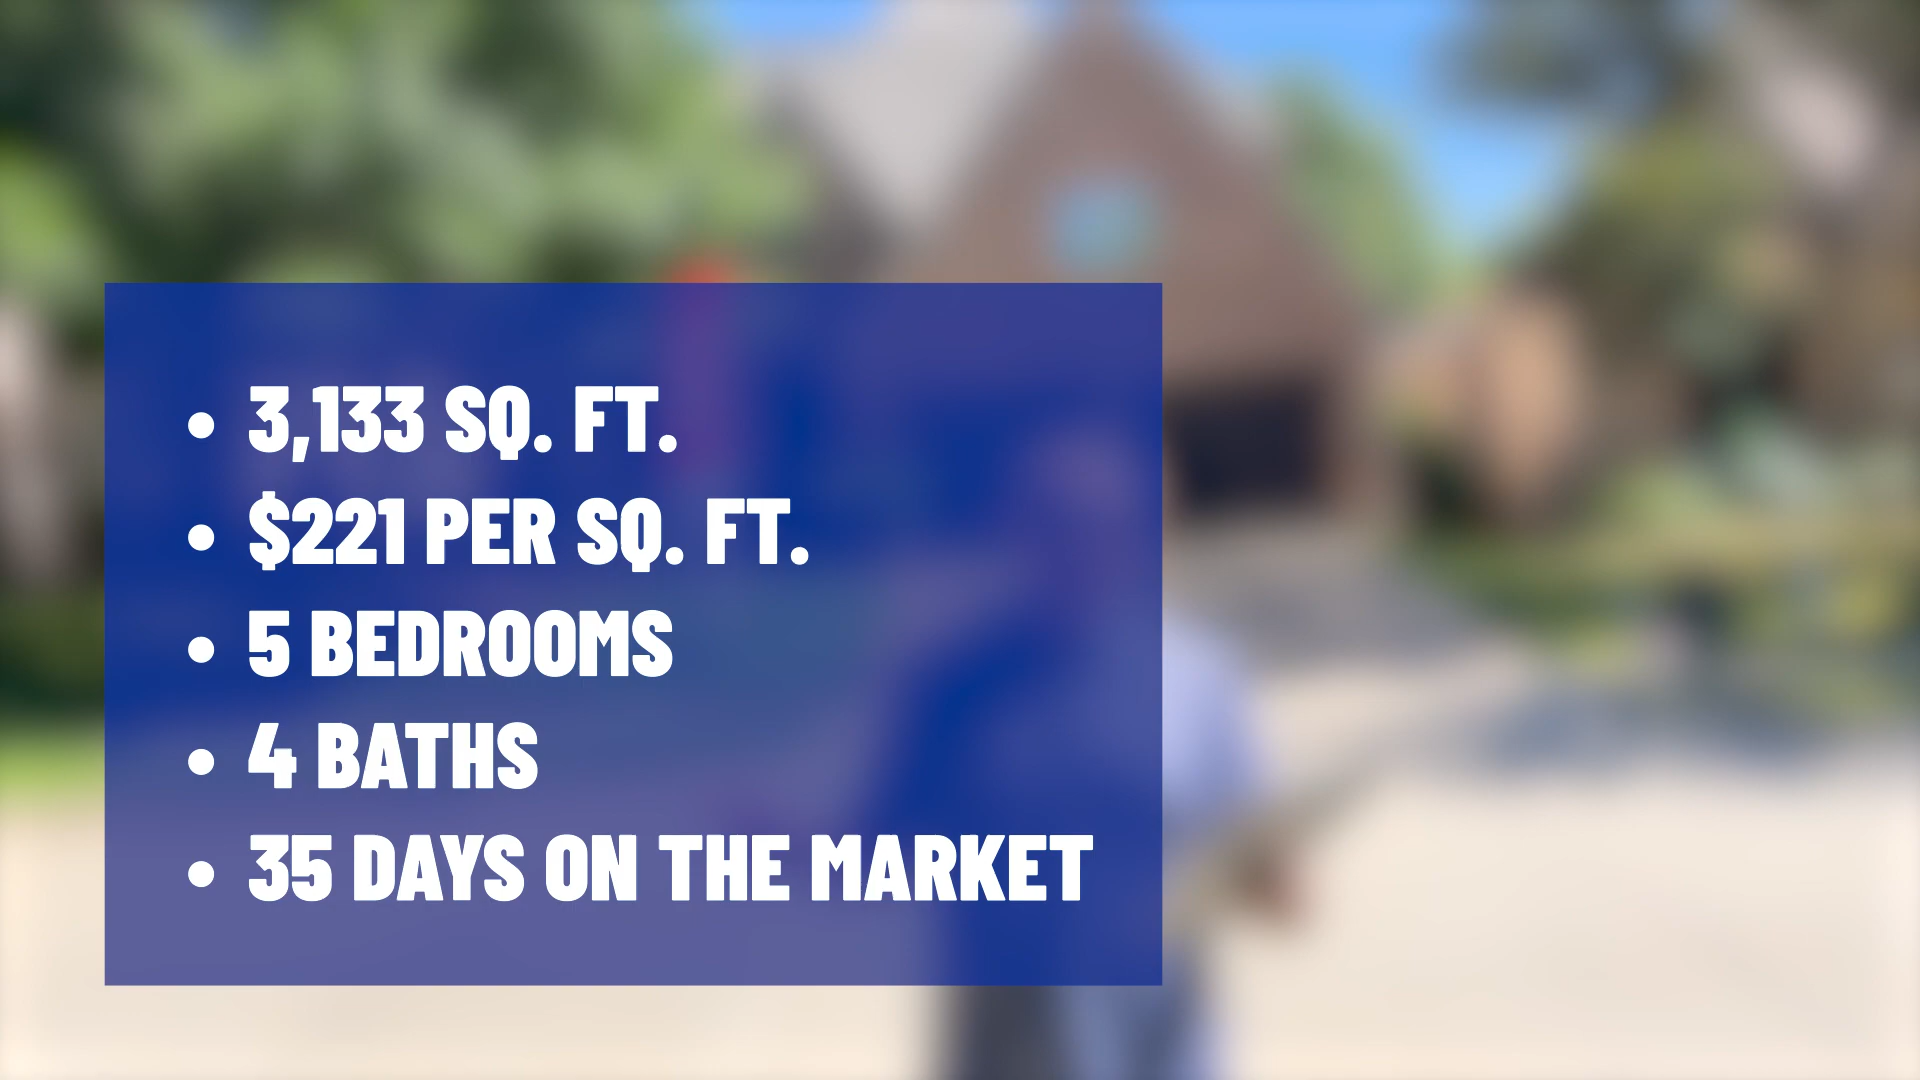 • 3,133 SQ. FT.
• $221 PER SQ. FT.
• 5 BEDROOMS
• 4 BATHS
• 35 DAYS ON THE MARKET